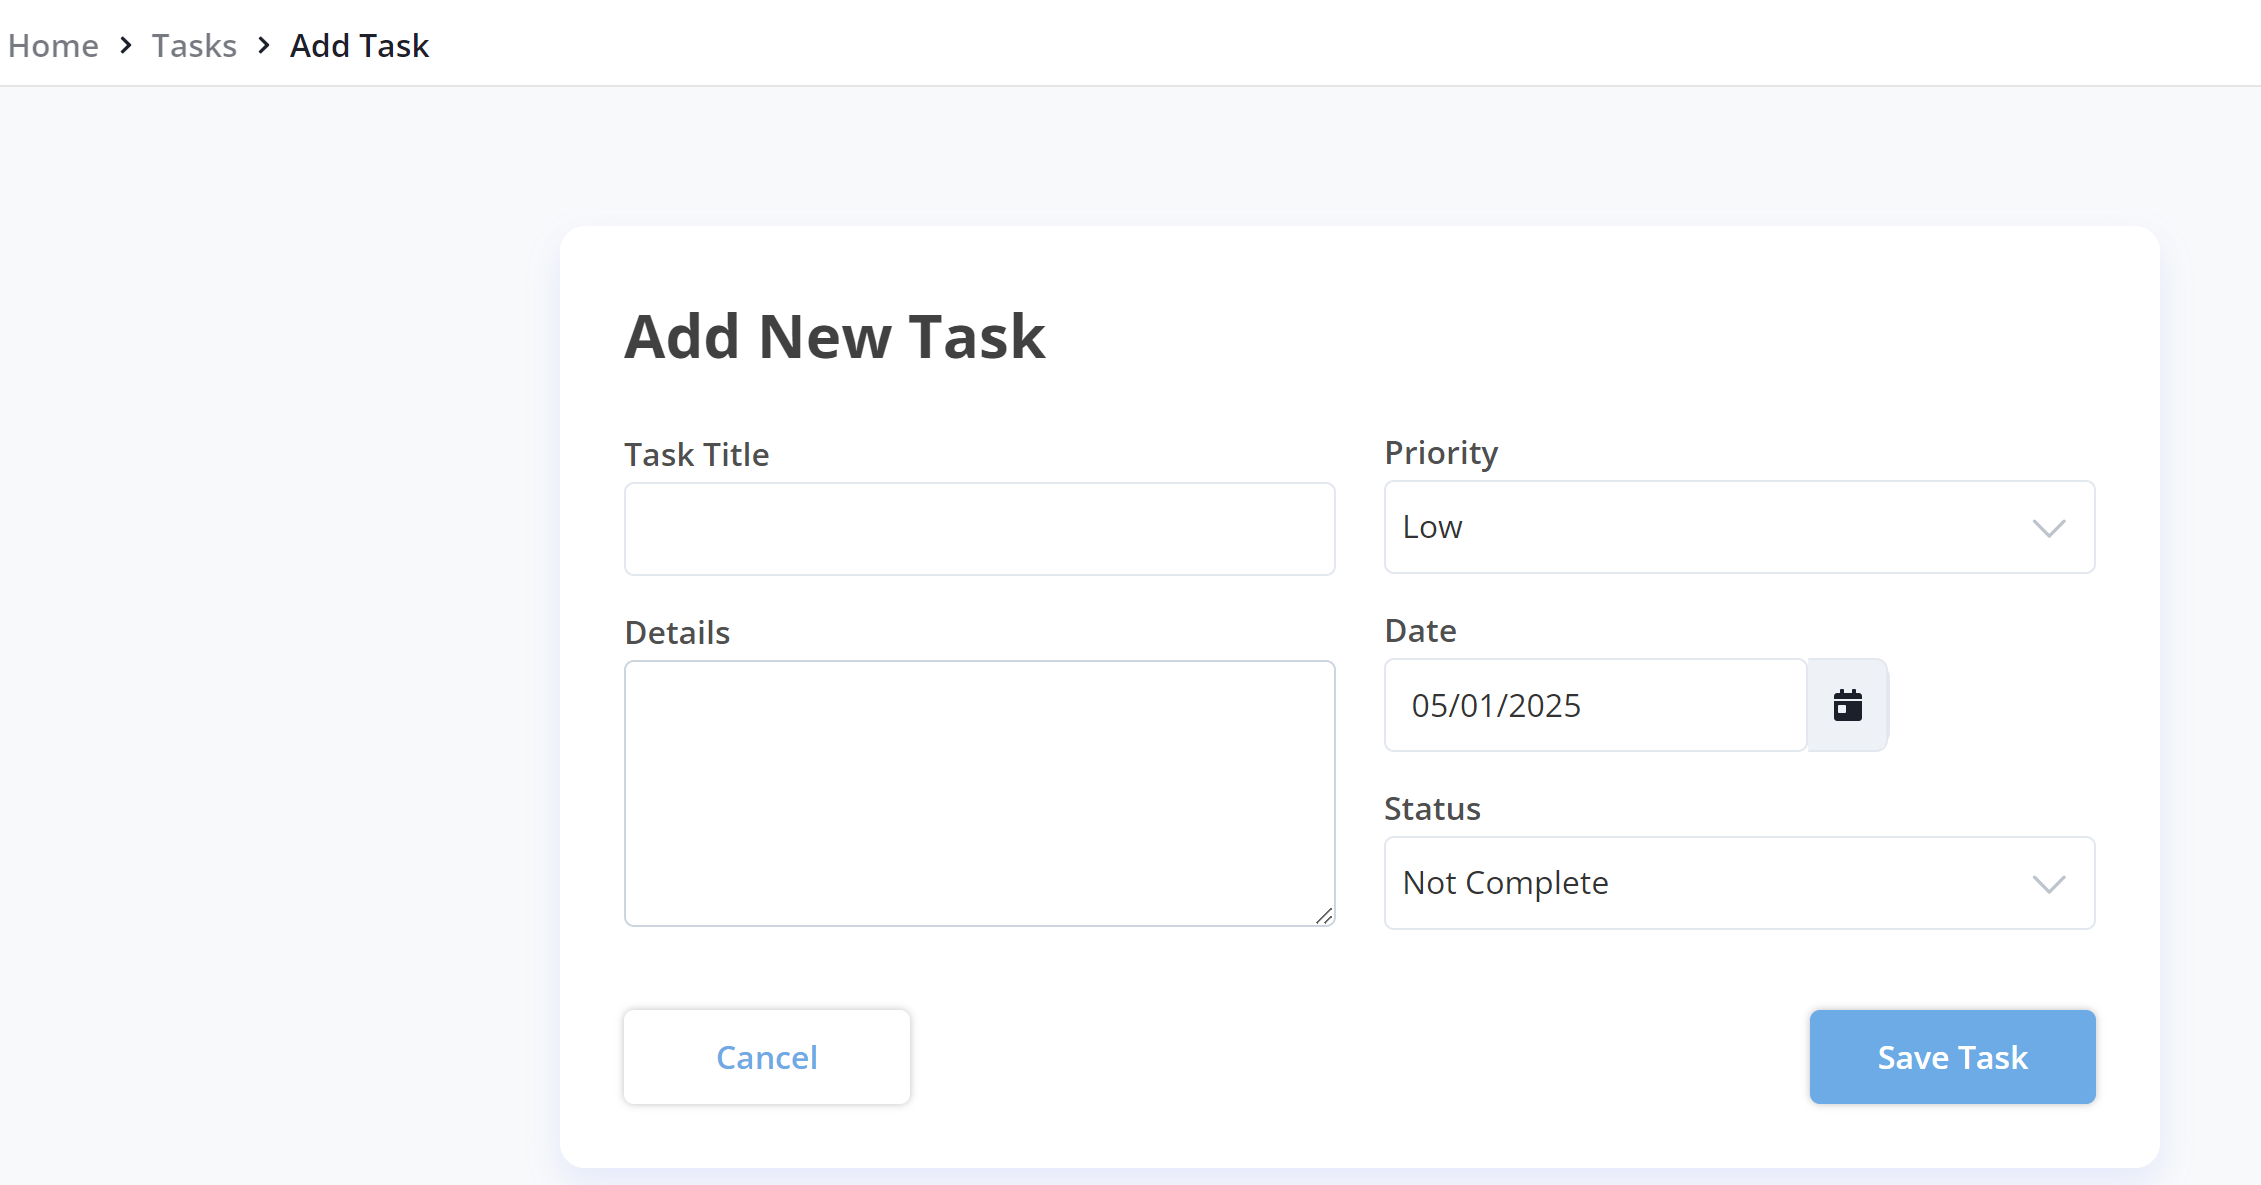 Home > Tasks > Add Task
Add New Task
Task Title
Details
Priority
Low
Date
05/01/2025
Status
Not Complete
Cancel
Save Task